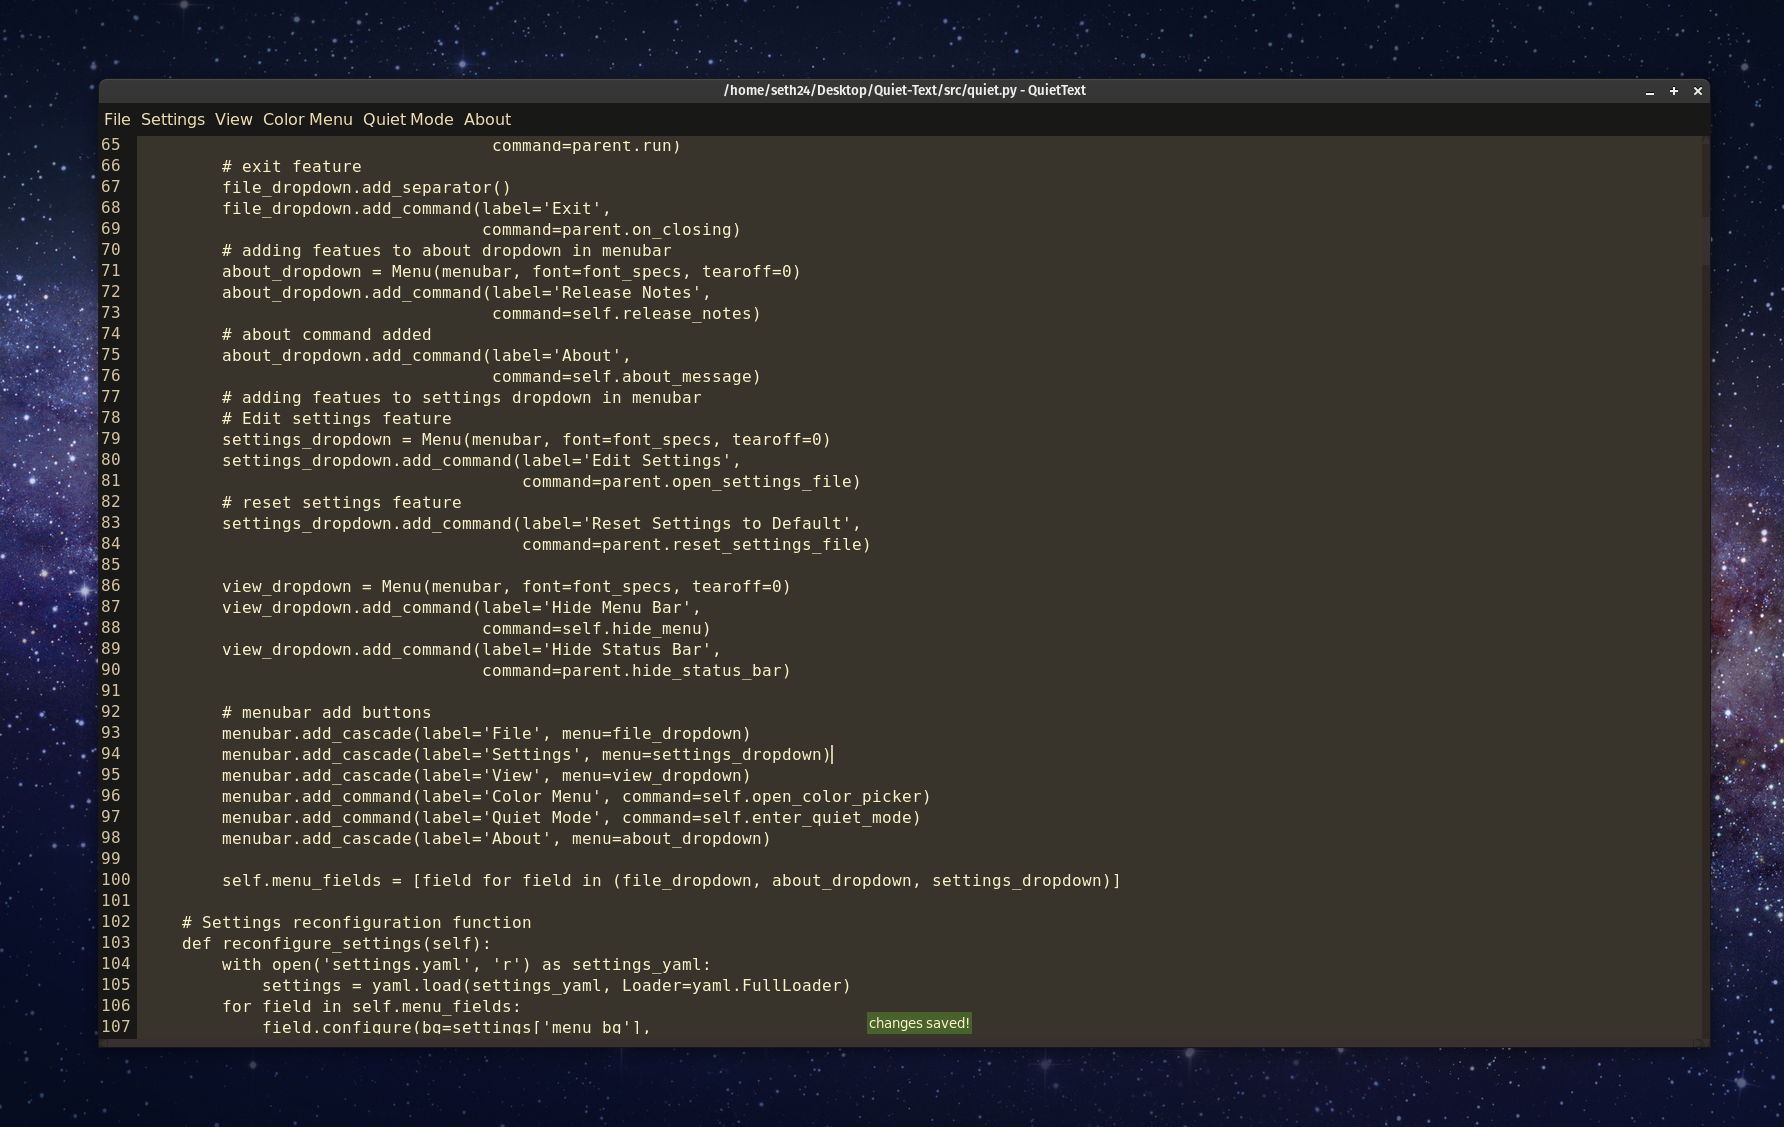 /home/seth24/Desktop/Quiet-Text/src/quiet.py - QuietText
File Settings View Color Menu Quiet Mode About
65 command=parent.run)
66 # exit feature
67 file_dropdown.add_separator()
68 file_dropdown.add_command(label='Exit',
69 command=parent.on_closing)
70 # adding featues to about dropdown in menubar
71 about_dropdown = Menu(menubar, font=font_specs, tearoff=0)
72 about_dropdown.add_command(label='Release Notes',
73 command=self.release_notes)
74 # about command added
75 about_dropdown.add_command(label='About',
76 command=self.about_message)
77 # adding featues to settings dropdown in menubar
78 # Edit settings feature
79 settings_dropdown = Menu(menubar, font=font_specs, tearoff=0)
80 settings_dropdown.add_command(label='Edit Settings',
81 command=parent.open_settings_file)
82 # reset settings feature
83 settings_dropdown.add_command(label='Reset Settings to Default',
84 command=parent.reset_settings_file)
85
86 view_dropdown = Menu(menubar, font=font_specs, tearoff=0)
87 view_dropdown.add_command(label='Hide Menu Bar',
88 command=self.hide_menu)
89 view_dropdown.add_command(label='Hide Status Bar',
90 command=parent.hide_status_bar)
91
92 # menubar add buttons
93 menubar.add_cascade(label='File', menu=file_dropdown)
94 menubar.add_cascade(label='Settings', menu=settings_dropdown)
95 menubar.add_cascade(label='View', menu=view_dropdown)
96 menubar.add_command(label='Color Menu', command=self.open_color_picker)
97 menubar.add_command(label='Quiet Mode', command=self.enter_quiet_mode)
98 menubar.add_cascade(label='About', menu=about_dropdown)
99
100 self.menu_fields = [field for field in (file_dropdown, about_dropdown, settings_dropdown)]
101
102 # Settings reconfiguration function
103 def reconfigure_settings(self):
104 with open('settings.yaml', 'r') as settings_yaml:
105 settings = yaml.load(settings_yaml, Loader=yaml.FullLoader)
106 for field in self.menu_fields:
107 field.configure(bg=settings['menu_bg'],
changes saved!